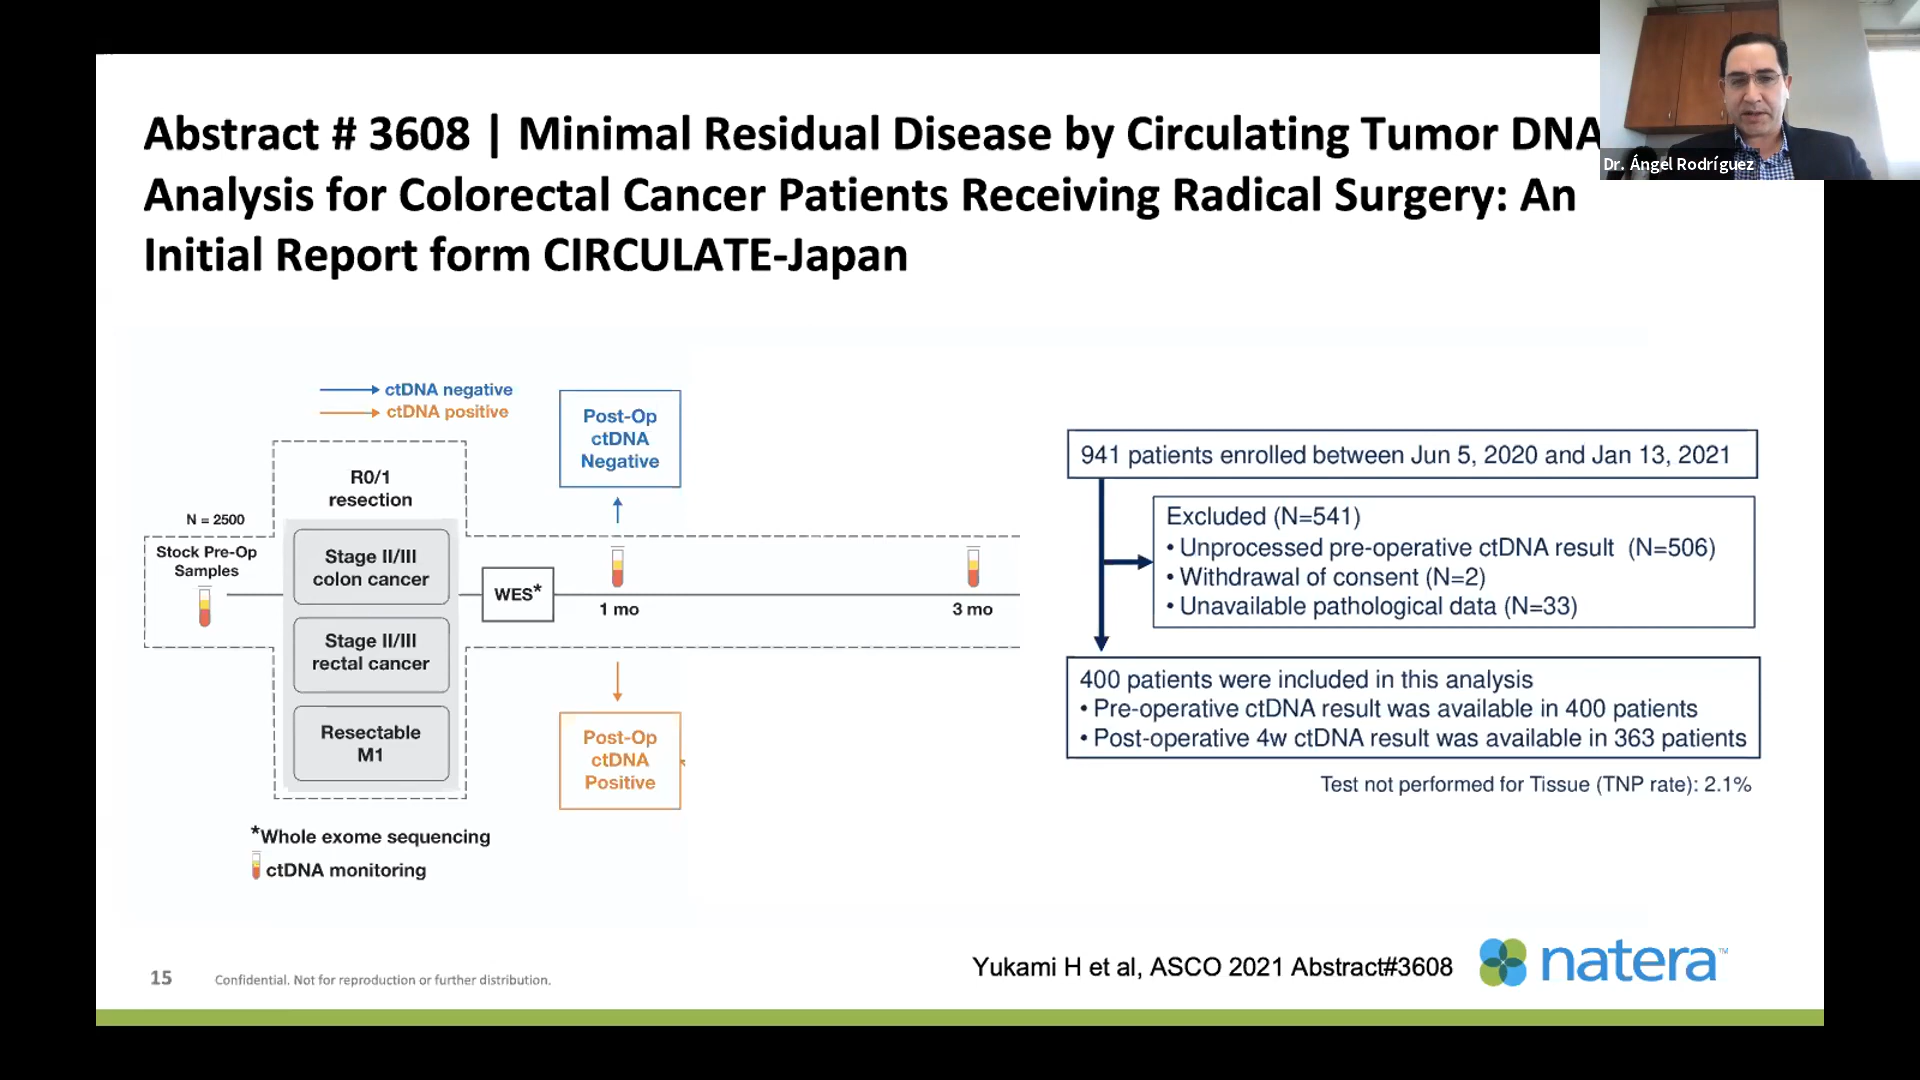 Abstract # 3608 | Minimal Residual Disease by Circulating Tumor DNA
Analysis for Colorectal Cancer Patients Receiving Radical Surgery: An
Initial Report form CIRCULATE-Japan
Dr. Ángel Rodríguez
ctDNA negative
ctDNA positive
R0/1
resection
N = 2500
Stock Pre-Op
Samples
Stage II/III
colon cancer
Stage II/III
rectal cancer
Resectable
M1
WES*
Post-Op
ctDNA
Negative
1 mo
3 mo
Post-Op
ctDNA
Positive
*Whole exome sequencing
ctDNA monitoring
941 patients enrolled between Jun 5, 2020 and Jan 13, 2021
Excluded (N=541)
• Unprocessed pre-operative ctDNA result (N=506)
• Withdrawal of consent (N=2)
• Unavailable pathological data (N=33)
400 patients were included in this analysis
• Pre-operative ctDNA result was available in 400 patients
• Post-operative 4w ctDNA result was available in 363 patients
Test not performed for Tissue (TNP rate): 2.1%
15
Confidential. Not for reproduction or further distribution.
Yukami H et al, ASCO 2021 Abstract#3608
natera™